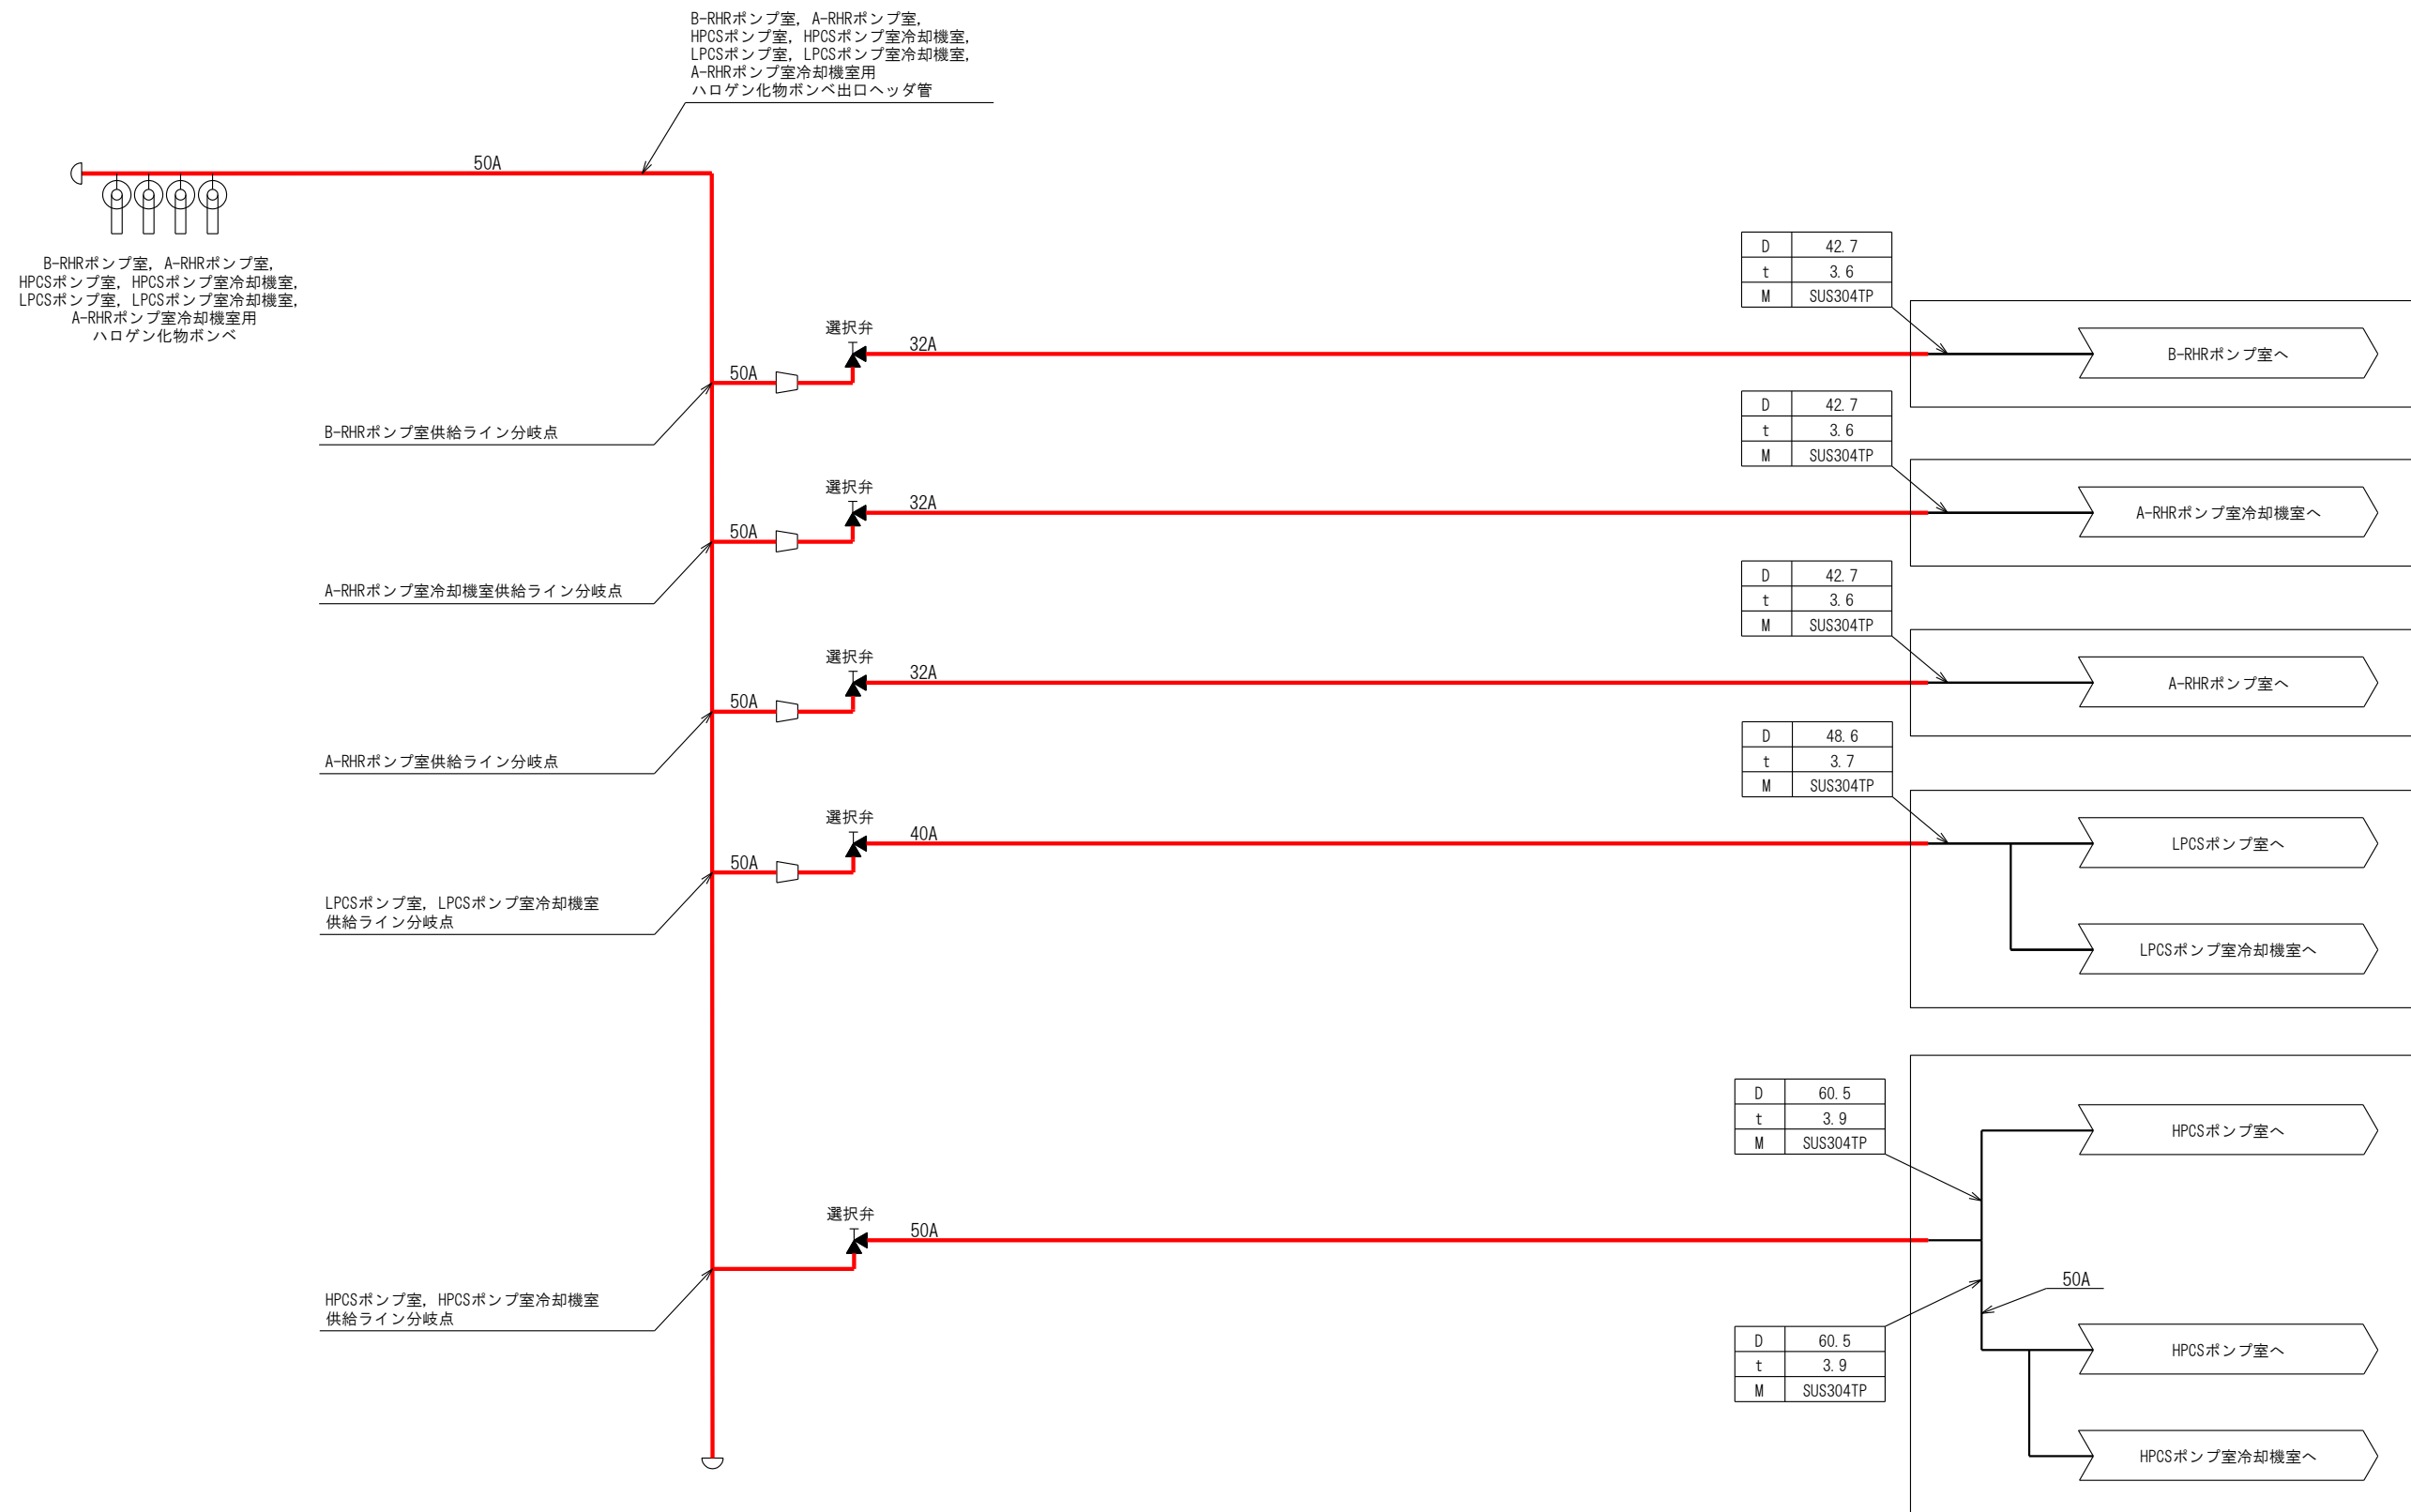 B-RHRポンプ室, A-RHRポンプ室,
HPCSポンプ室, HPCSポンプ室冷却機室,
LPCSポンプ室, LPCSポンプ室冷却機室,
A-RHRポンプ室冷却機室用
ハロゲン化物ボンベ出口ヘッダ管
50A
B-RHRポンプ室, A-RHRポンプ室,
HPCSポンプ室, HPCSポンプ室冷却機室,
LPCSポンプ室, LPCSポンプ室冷却機室,
A-RHRポンプ室冷却機室用
ハロゲン化物ボンベ
D 42.7
t 3.6
M SUS304TP
選択弁
32A
50A
B-RHRポンプ室へ
B-RHRポンプ室供給ライン分岐点
D 42.7
t 3.6
M SUS304TP
選択弁
32A
50A
A-RHRポンプ室冷却機室へ
A-RHRポンプ室冷却機室供給ライン分岐点
D 42.7
t 3.6
M SUS304TP
選択弁
32A
50A
A-RHRポンプ室へ
A-RHRポンプ室供給ライン分岐点
D 48.6
t 3.7
M SUS304TP
選択弁
40A
50A
LPCSポンプ室へ
LPCSポンプ室, LPCSポンプ室冷却機室
供給ライン分岐点
LPCSポンプ室冷却機室へ
D 60.5
t 3.9
M SUS304TP
HPCSポンプ室へ
選択弁
50A
50A
HPCSポンプ室, HPCSポンプ室冷却機室
供給ライン分岐点
D 60.5
t 3.9
M SUS304TP
HPCSポンプ室へ
HPCSポンプ室冷却機室へ